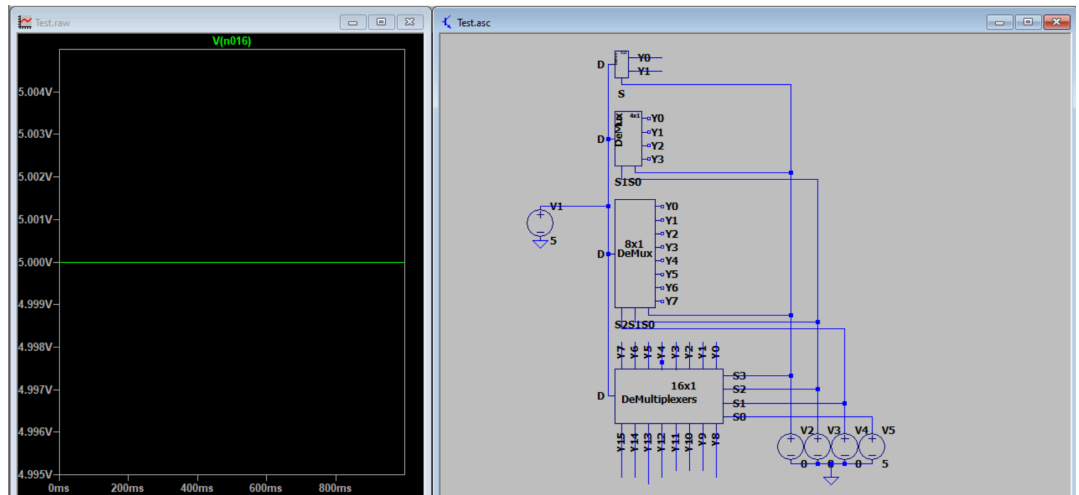 Test.raw
V(n016)
5.004V
5.003V
5.002V
5.001V
5.000V
4.999V
4.998V
4.997V
4.996V
4.995V
0ms 200ms 400ms 600ms 800ms
Test.asc
D Y0
Y1
S
D DeMux 4x1 Y0
Y1
Y2
Y3
S1S0
V1
5
D 8x1
DeMux
Y0
Y1
Y2
Y3
Y4
Y5
Y6
Y7
S2S1S0
Y7 Y6 Y5 Y4 Y3 Y2 Y1 Y0
D 16x1
DeMultiplexers
S3
S2
S1
S0
Y15 Y14 Y13 Y12 Y11 Y10 Y9 Y8
V2 V3 V4 V5
0 0 0 5